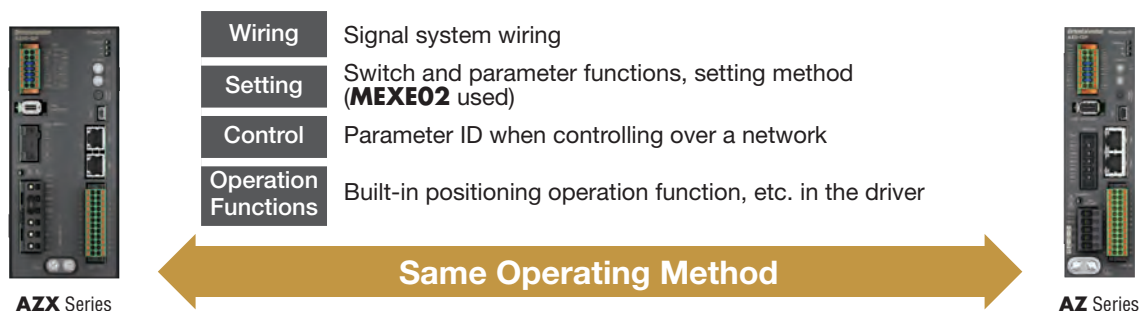 Wiring
Signal system wiring
Setting
Switch and parameter functions, setting method
(MEXE02 used)
Control
Parameter ID when controlling over a network
Operation
Functions
Built-in positioning operation function, etc. in the driver
Same Operating Method
AZX Series
AZ Series